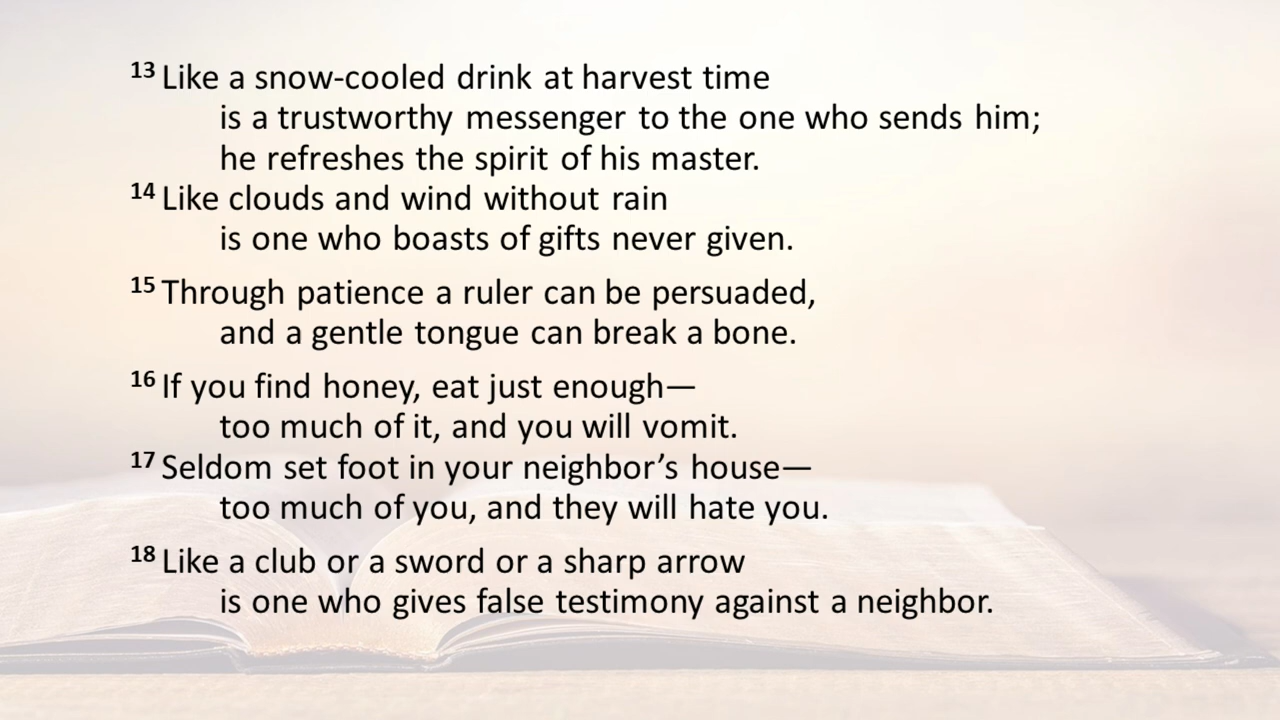 13 Like a snow-cooled drink at harvest time
is a trustworthy messenger to the one who sends him;
he refreshes the spirit of his master.
14 Like clouds and wind without rain
is one who boasts of gifts never given.
15 Through patience a ruler can be persuaded,
and a gentle tongue can break a bone.
16 If you find honey, eat just enough—
too much of it, and you will vomit.
17 Seldom set foot in your neighbor’s house—
too much of you, and they will hate you.
18 Like a club or a sword or a sharp arrow
is one who gives false testimony against a neighbor.